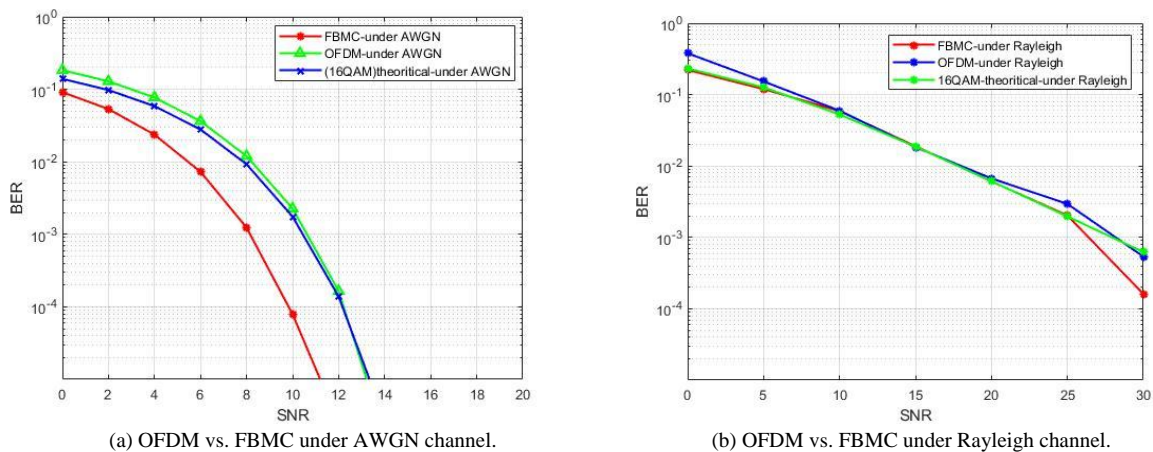 10^0
10^-1
10^-2
10^-3
10^-4
BER
0 2 4 6 8 10 12 14 16 18 20
SNR
FBMC-under AWGN
OFDM-under AWGN
(16QAM)theoritical-under AWGN
(a) OFDM vs. FBMC under AWGN channel.
10^0
10^-1
10^-2
10^-3
10^-4
BER
0 5 10 15 20 25 30
SNR
FBMC-under Rayleigh
OFDM-under Rayleigh
16QAM-theoritical-under Rayleigh
(b) OFDM vs. FBMC under Rayleigh channel.